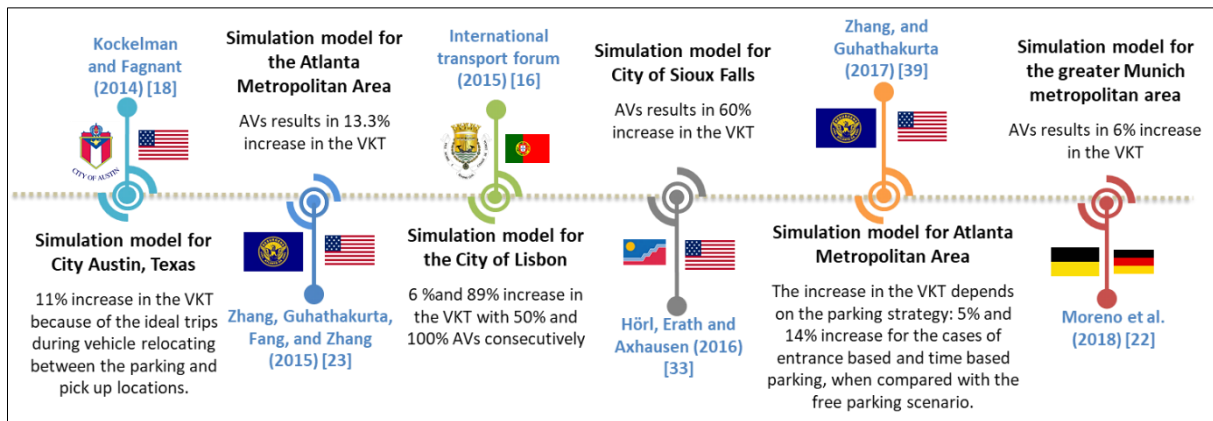 Kockelman
and Fagnant
(2014) [18]
CITY OF AUSTIN
Simulation model for
City Austin, Texas
11% increase in the VKT
because of the ideal trips
during vehicle relocating
between the parking and
pick up locations.
Simulation model for
the Atlanta
Metropolitan Area
AVs results in 13.3%
increase in the VKT
Zhang, Guhathakurta,
Fang, and Zhang
(2015) [23]
International
transport forum
(2015) [16]
Simulation model for
the City of Lisbon
6 %and 89% increase in
the VKT with 50% and
100% AVs consecutively
Simulation model for
City of Sioux Falls
AVs results in 60%
increase in the VKT
Hörl, Erath and
Axhausen (2016)
[33]
Zhang, and
Guhathakurta
(2017) [39]
Simulation model for Atlanta
Metropolitan Area
The increase in the VKT depends
on the parking strategy: 5% and
14% increase for the cases of
entrance based and time based
parking, when compared with the
free parking scenario.
Simulation model for
the greater Munich
metropolitan area
AVs results in 6% increase
in the VKT
Moreno et al.
(2018) [22]